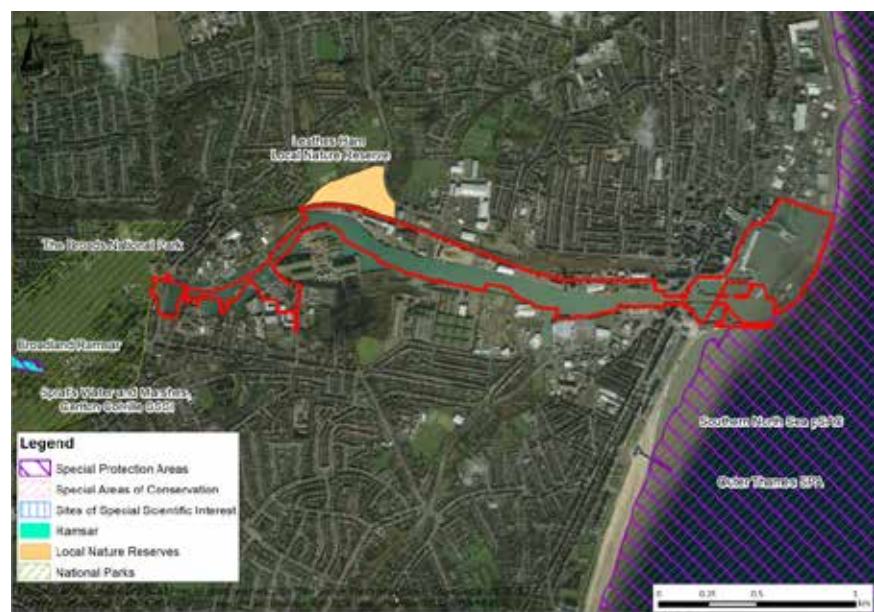 N
Leathes Ham
Local Nature Reserve
The Broads National Park
Broadland Ramsar
Sprat's Water and Marshes,
Carlton Colville SSSI
Southern North Sea pSAC
Outer Thames SPA
Legend
Special Protection Areas
Special Areas of Conservation
Sites of Special Scientific Interest
Ramsar
Local Nature Reserves
National Parks
0 0.25 0.5 1
km